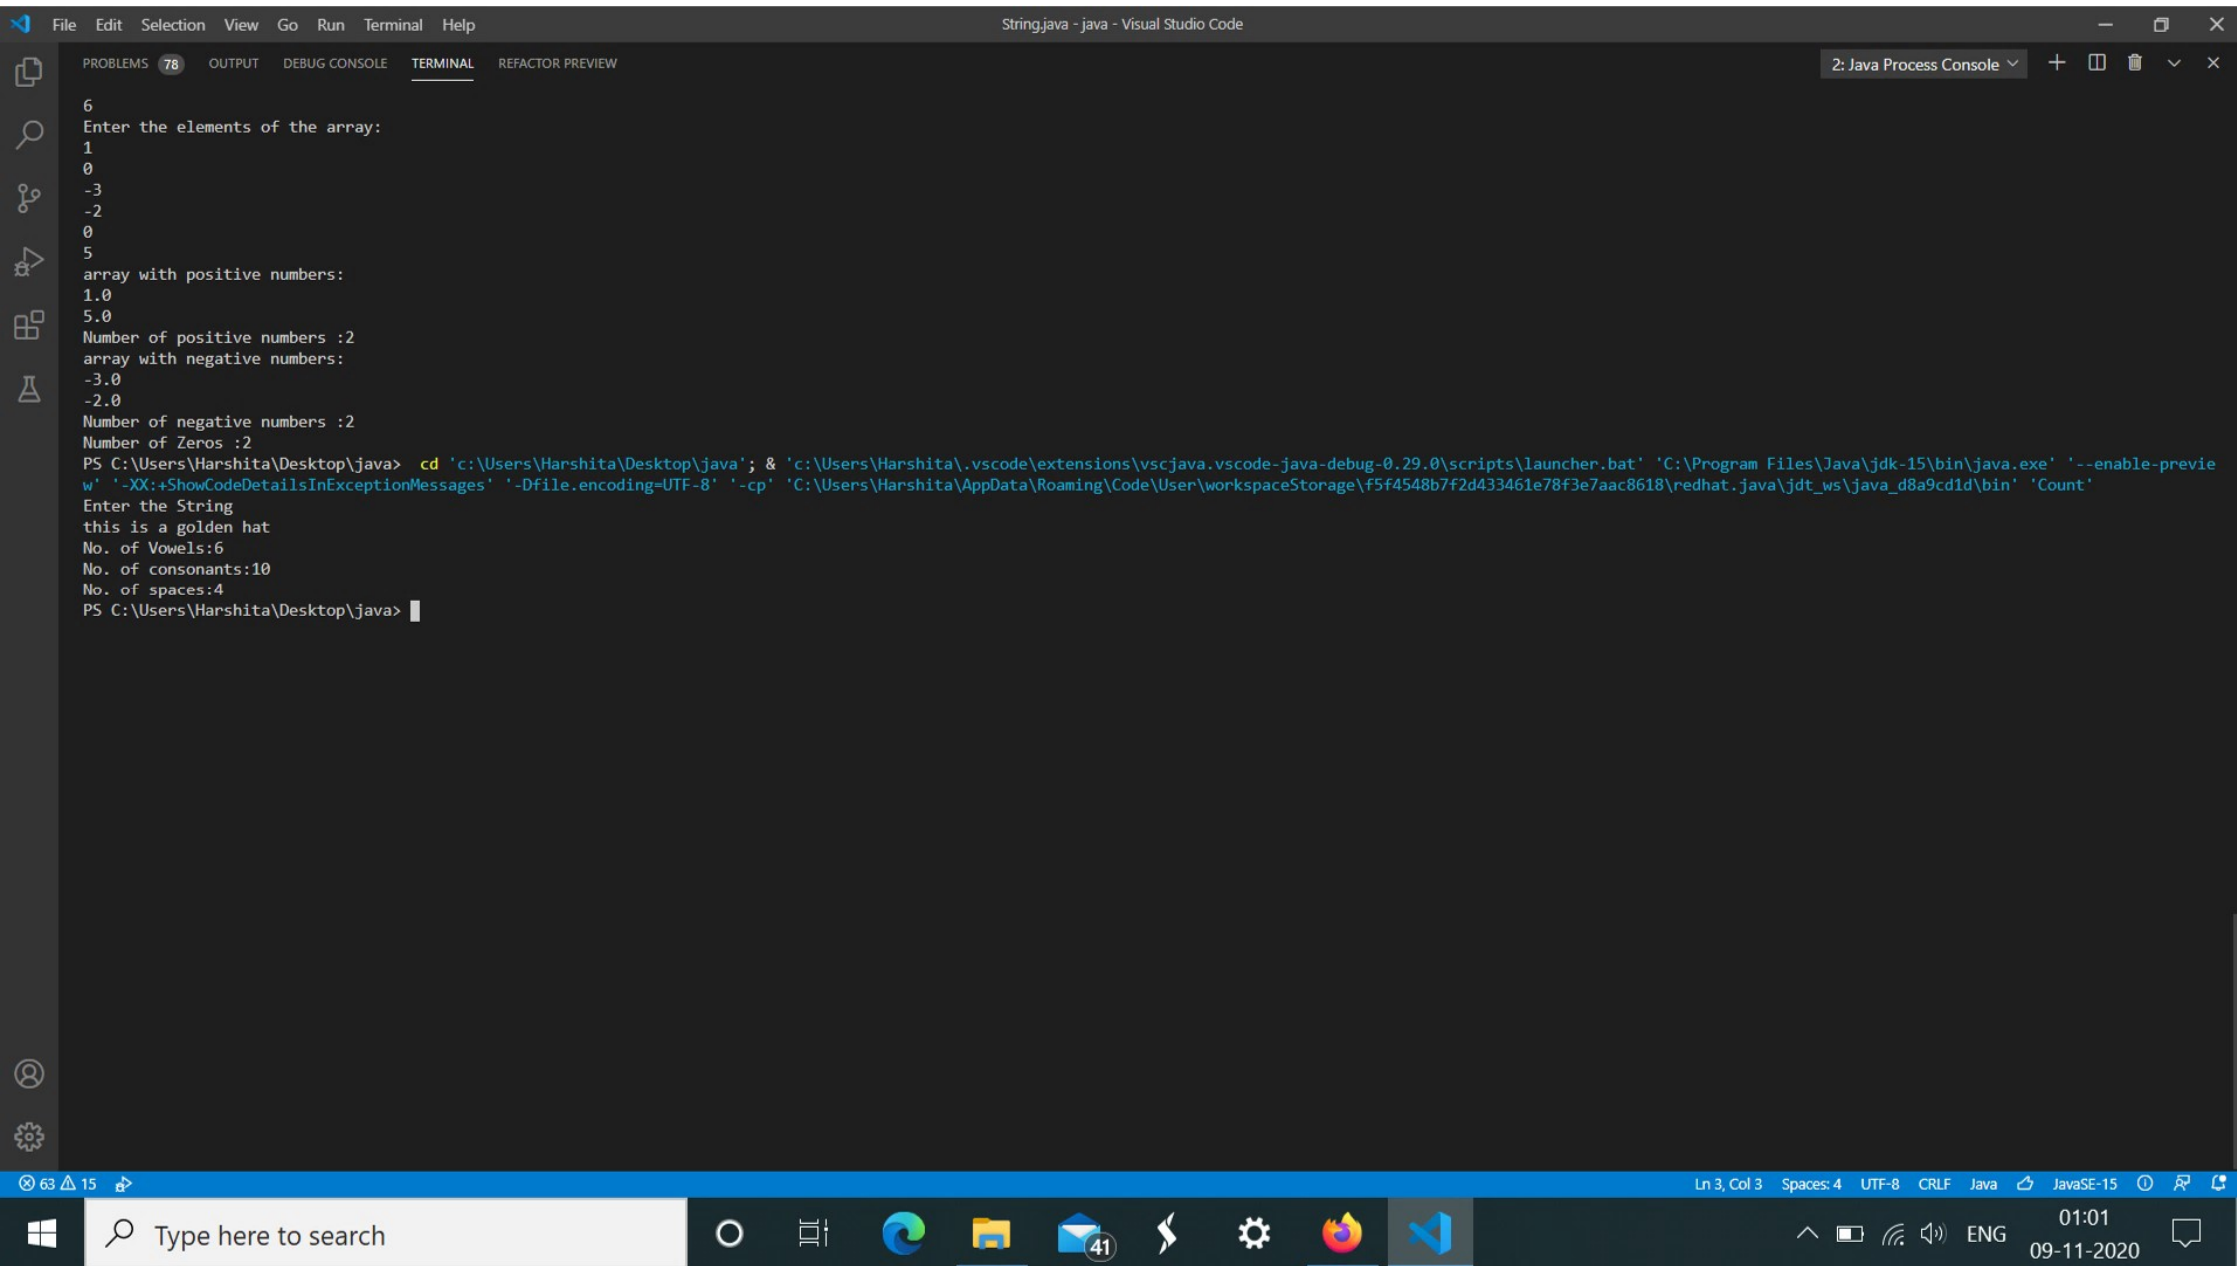 File Edit Selection View Go Run Terminal Help
String.java - java - Visual Studio Code
PROBLEMS 78 OUTPUT DEBUG CONSOLE TERMINAL REFACTOR PREVIEW
2: Java Process Console
6
Enter the elements of the array:
1
0
-3
-2
0
5
array with positive numbers:
1.0
5.0
Number of positive numbers :2
array with negative numbers:
-3.0
-2.0
Number of negative numbers :2
Number of Zeros :2
PS C:\Users\Harshita\Desktop\java>  cd 'c:\Users\Harshita\Desktop\java'; & 'c:\Users\Harshita\.vscode\extensions\vscjava.vscode-java-debug-0.29.0\scripts\launcher.bat' 'C:\Program Files\Java\jdk-15\bin\java.exe' '--enable-previe
w' '-XX:+ShowCodeDetailsInExceptionMessages' '-Dfile.encoding=UTF-8' '-cp' 'C:\Users\Harshita\AppData\Roaming\Code\User\workspaceStorage\f5f4548b7f2d433461e78f3e7aac8618\redhat.java\jdt_ws\java_d8a9cd1d\bin' 'Count'
Enter the String
this is a golden hat
No. of Vowels:6
No. of consonants:10
No. of spaces:4
PS C:\Users\Harshita\Desktop\java>
63 15
Ln 3, Col 3 Spaces: 4 UTF-8 CRLF Java JavaSE-15
Type here to search
41
ENG
01:01
09-11-2020